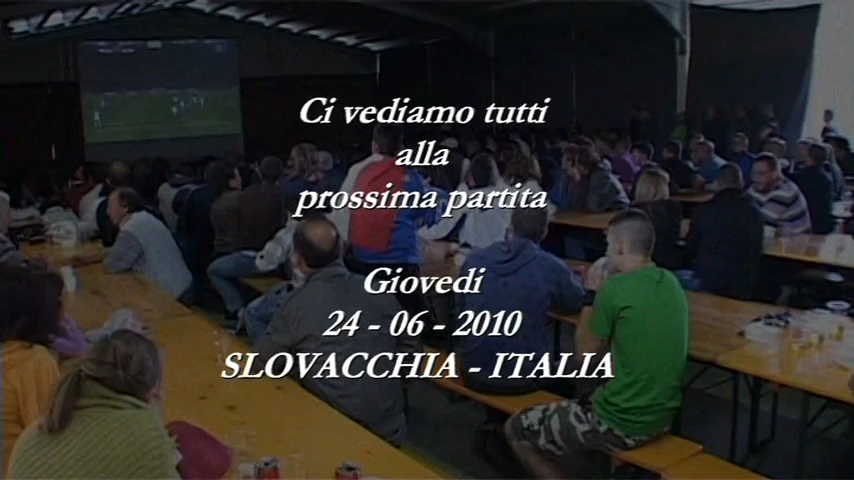 Ci vediamo tutti
alla
prossima partita
Giovedi
24 - 06 - 2010
SLOVACCHIA - ITALIA